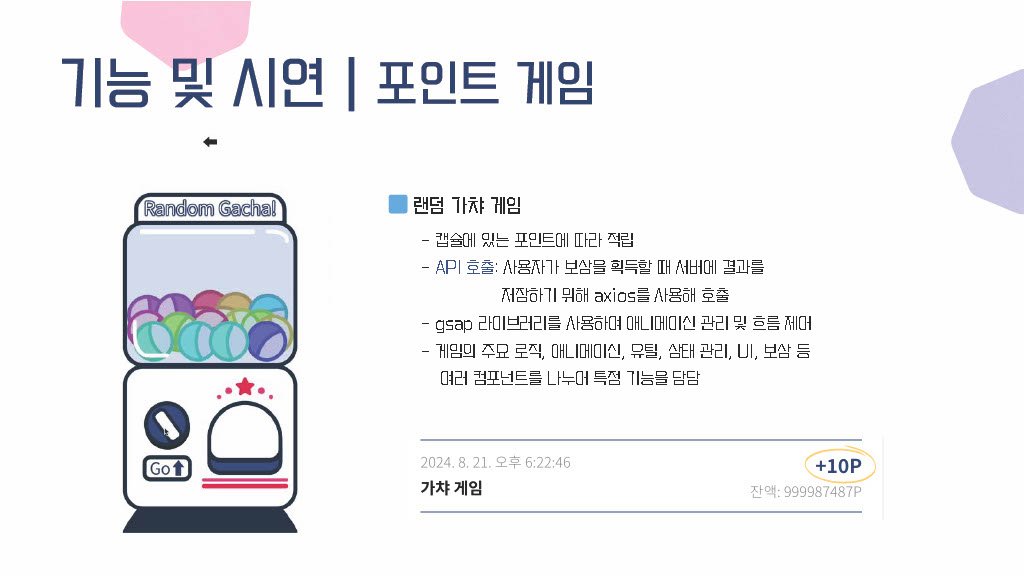 기능 및 시연 | 포인트 게임
Random Gacha!
랜덤 가챠 게임
- 캡슐에 있는 포인트에 따라 적립
- API 호출: 사용자가 보상을 획득할 때 서버에 결과를
저장하기 위해 axios를 사용해 호출
- gsap 라이브러리를 사용하여 애니메이션 관리 및 흐름 제어
- 게임의 주요 로직, 애니메이션, 유틸, 상태 관리, UI, 보상 등
여러 컴포넌트를 나누어 특정 기능을 담당
Go
2024. 8. 21. 오후 6:22:46
+10P
가챠 게임
잔액: 999987487P